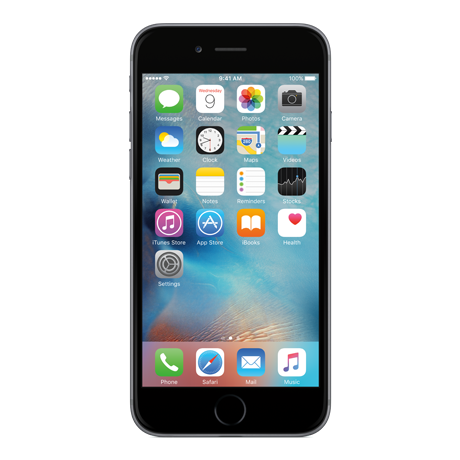 9:41 AM 100%
Wednesday
9
Messages Calendar Photos Camera
280
Weather Clock Maps Videos
Wallet Notes Reminders Stocks
iTunes Store App Store iBooks Health
Settings
Phone Safari Mail Music